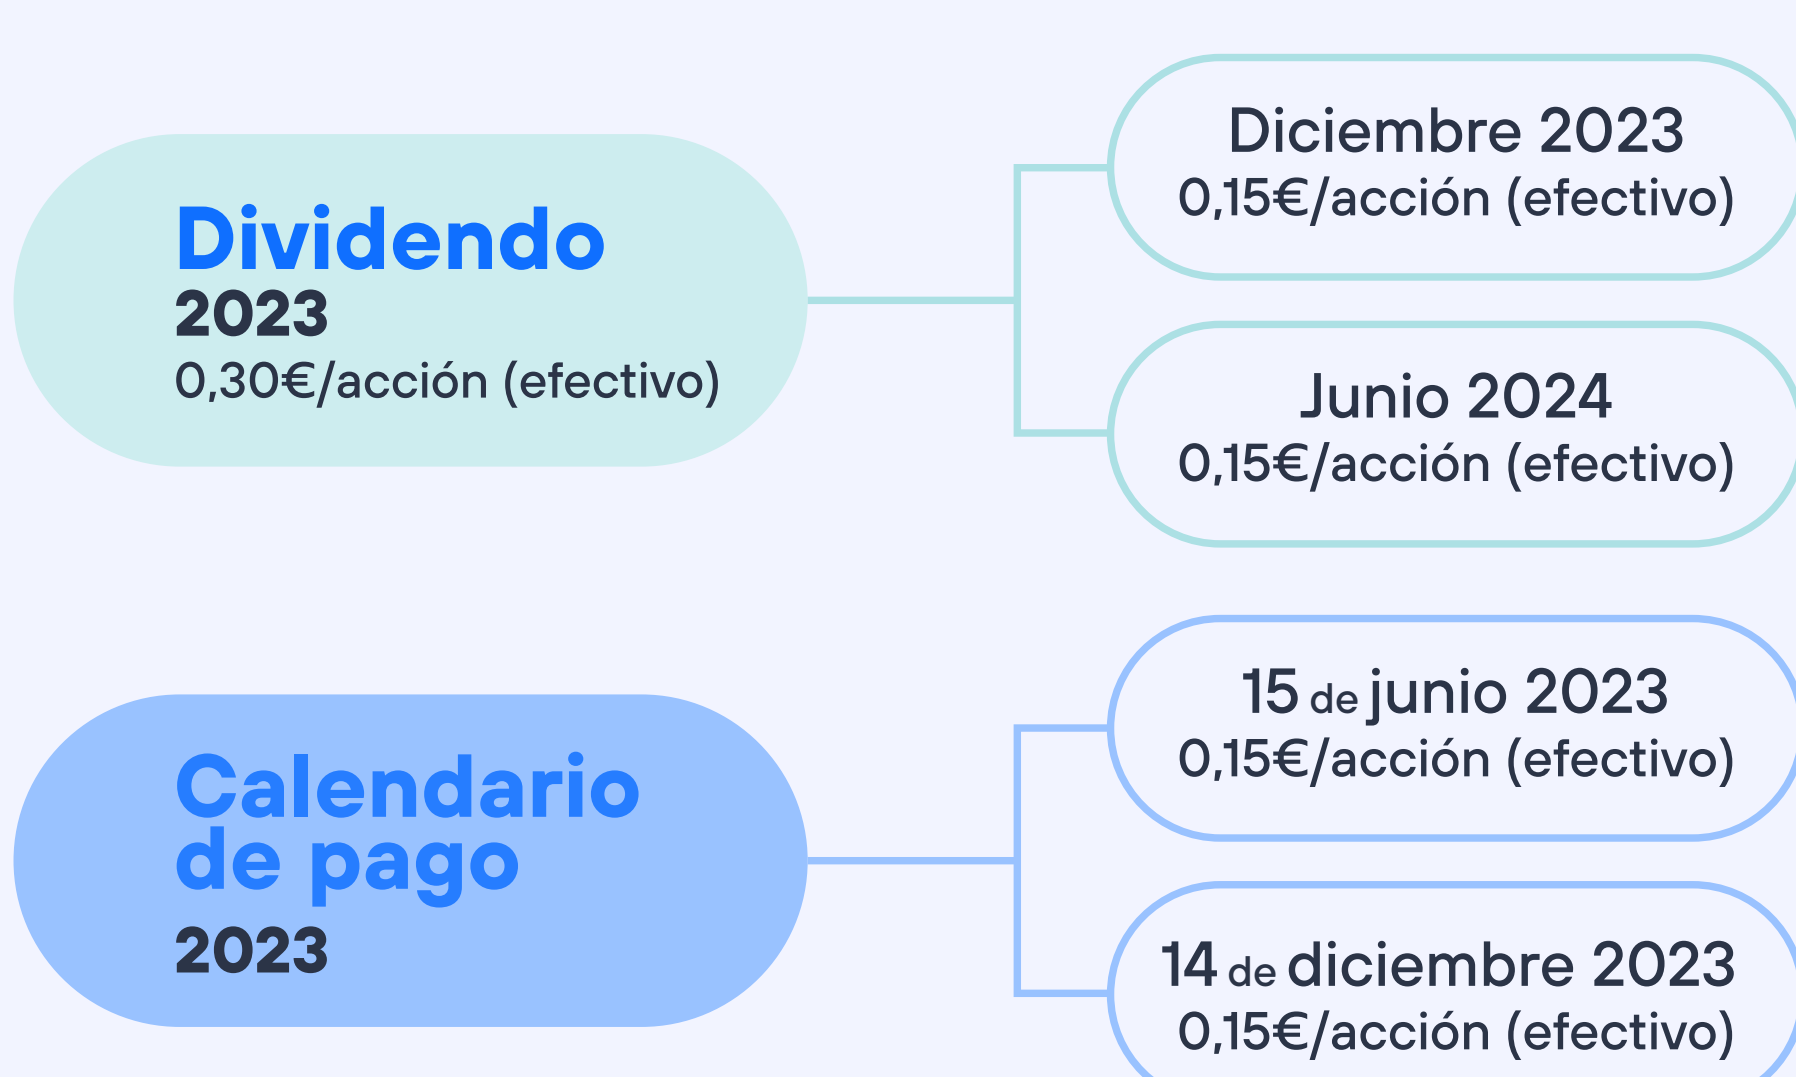 Dividendo
2023
0,30€/acción (efectivo)
Diciembre 2023
0,15€/acción (efectivo)
Junio 2024
0,15€/acción (efectivo)
Calendario
de pago
2023
15 de junio 2023
0,15€/acción (efectivo)
14 de diciembre 2023
0,15€/acción (efectivo)